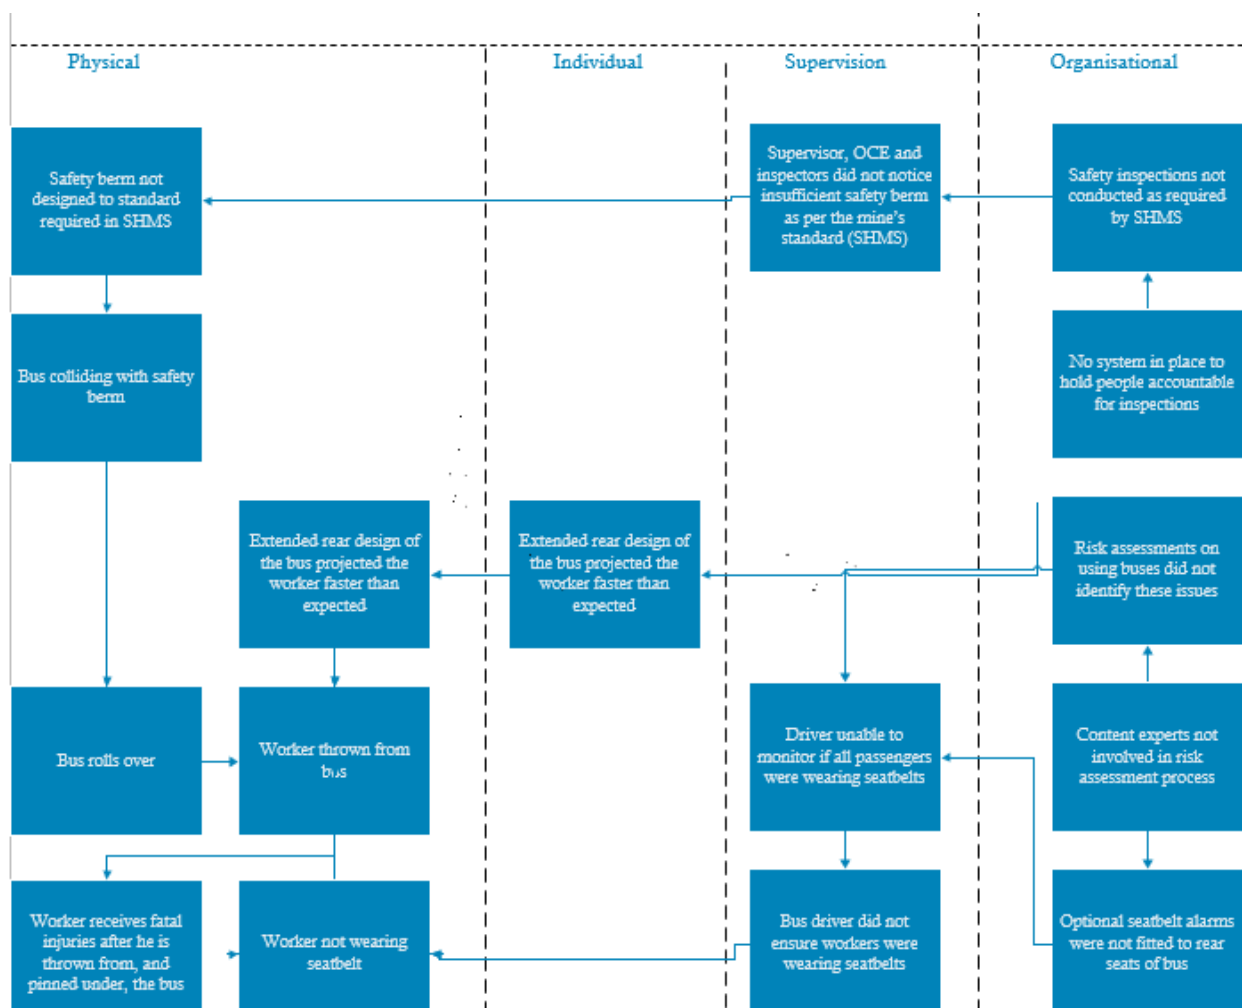 Physical
Individual
Supervision
Organisational
Safety berm not
designed to standard
required in SHMS
Supervisor, OCE and
inspectors did not notice
insufficient safety berm
as per the mine's
standard (SHMS)
Safety inspections not
conducted as required
by SHMS
Bus colliding with safety
berm
No system in place to
hold people accountable
for inspections
Extended rear design of
the bus projected the
worker faster than
expected
Extended rear design of
the bus projected the
worker faster than
expected
Risk assessments on
using buses did not
identify these issues
Bus rolls over
Worker thrown from
bus
Driver unable to
monitor if all passengers
were wearing seatbelts
Content experts not
involved in risk
assessment process
Worker receives fatal
injuries after he is
thrown from, and
pinned under, the bus
Worker not wearing
seatbelt
Bus driver did not
ensure workers were
wearing seatbelts
Optional seatbelt alarms
were not fitted to rear
seats of bus